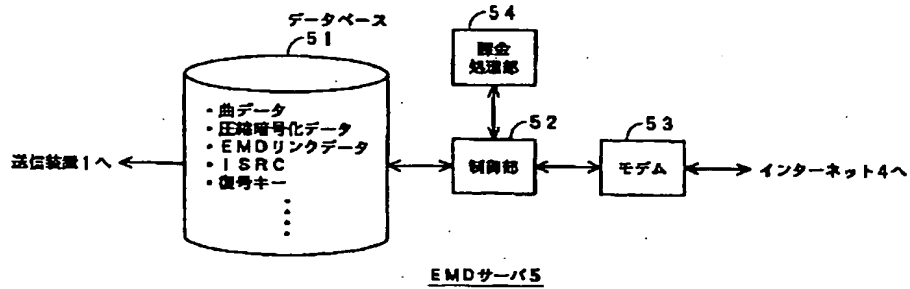 データベース
51
・曲データ
・圧縮暗号化データ
・EMDリンクデータ
・ISRC
・復号キー
送信装置1へ
54
課金
処理部
52
制御部
53
モデム
インターネット4へ
EMDサーバ5